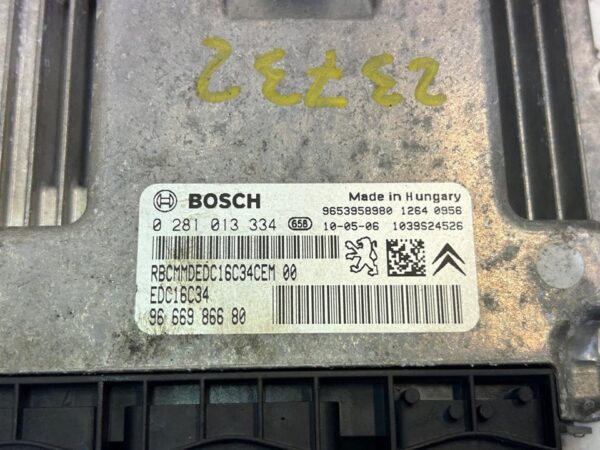 23732
BOSCH
Made in Hungary
9653958980 1264 0956
0 281 013 334 658 10-05-06 1039S24526
RBCMMDEDC16C34CEM 00
EDC16C34
96 669 866 80